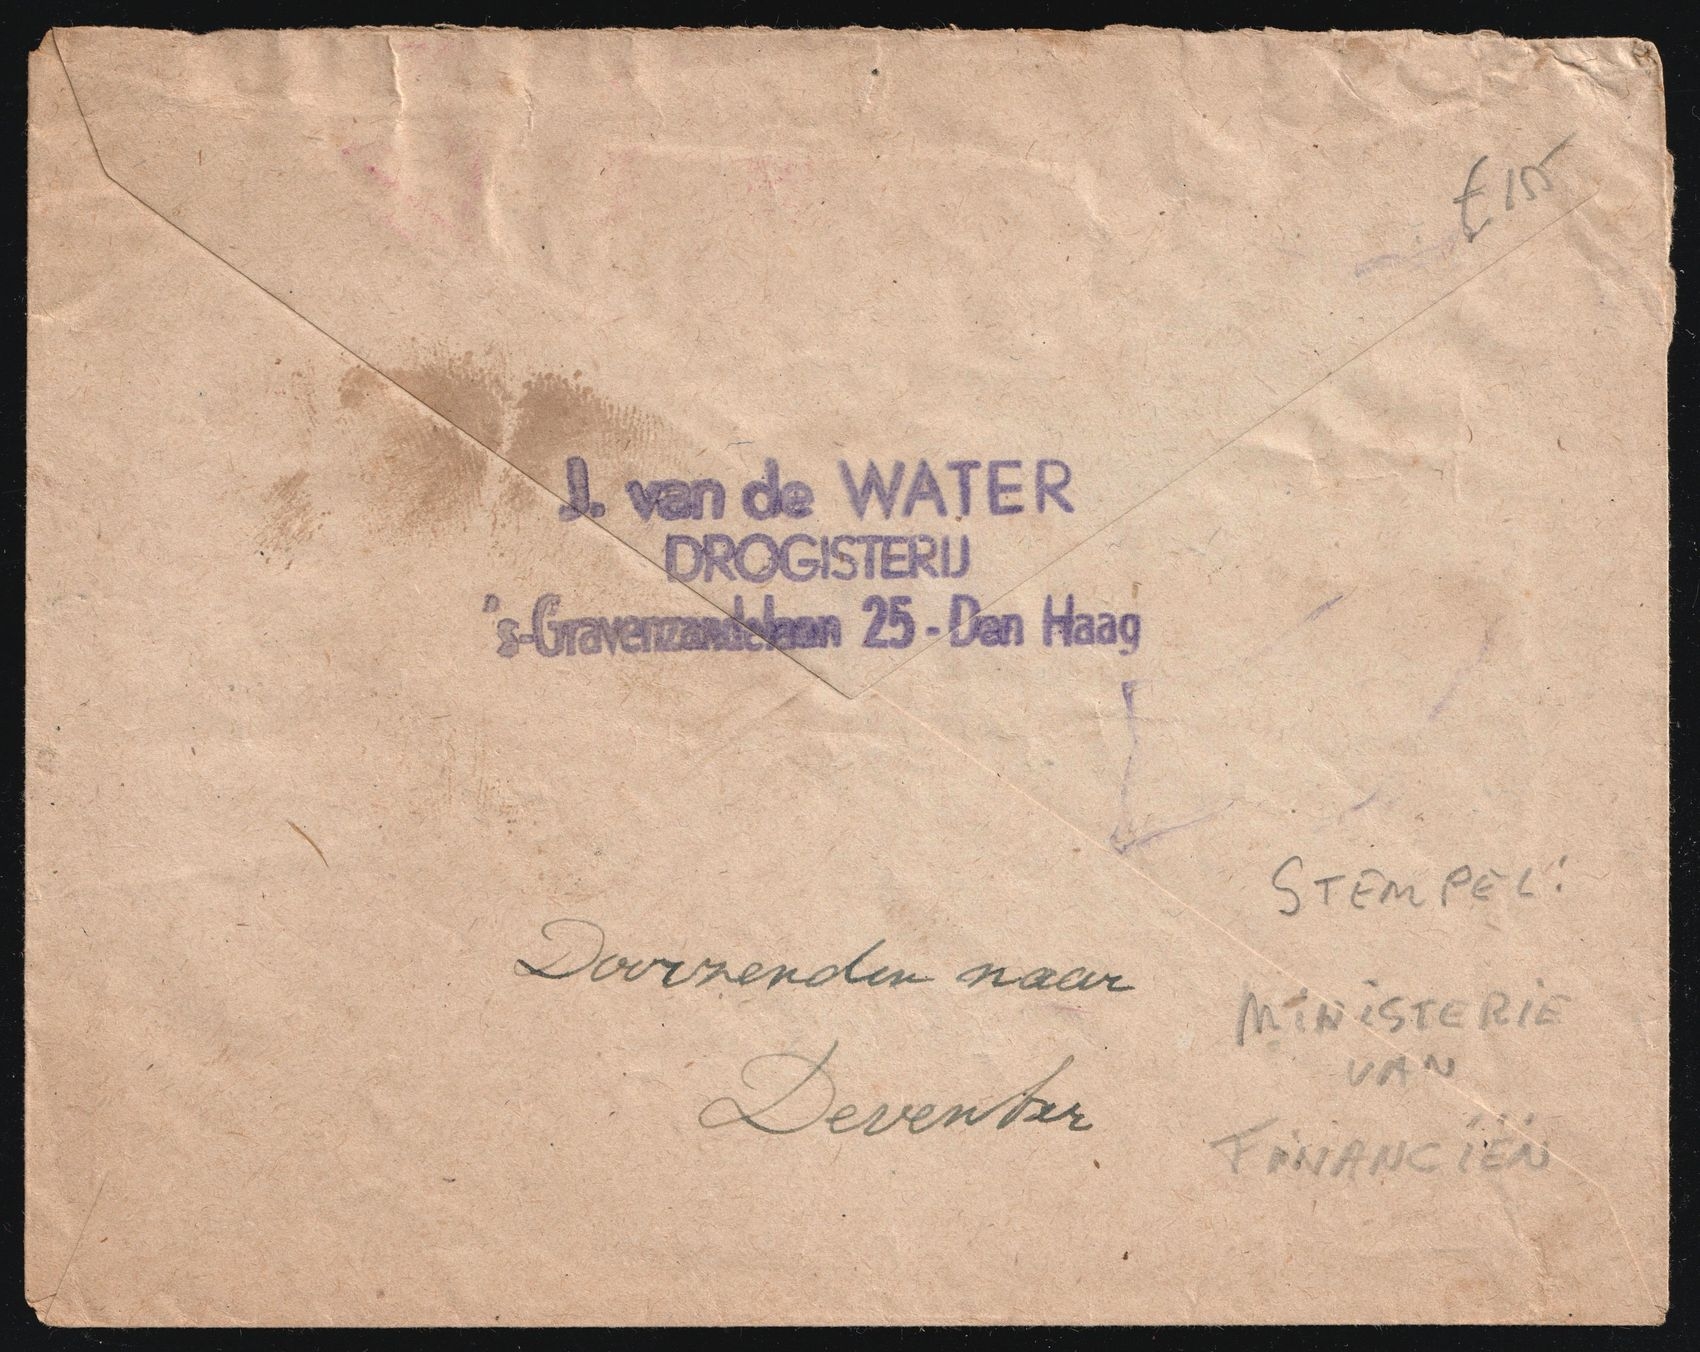 € 15
J. van de WATER
DROGISTERIJ
's-Gravenzandelaan 25 - Den Haag
Doorzenden naar
Deventer
STEMPEL:
MINISTERIE
VAN
FINANCIËN